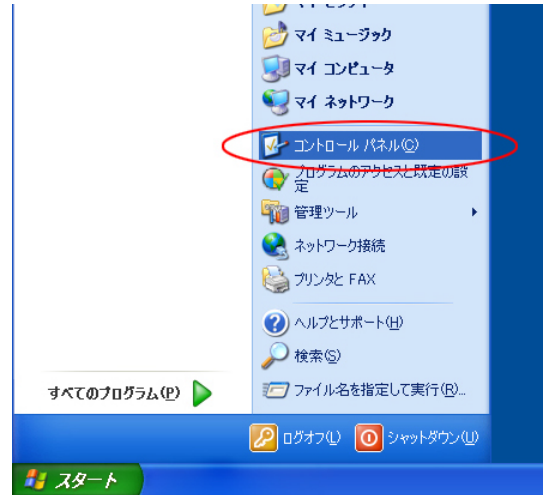 マイ ミュージック
マイ コンピュータ
マイ ネットワーク
コントロール パネル(C)
プログラムのアクセスと既定の設
定
管理ツール
ネットワーク接続
プリンタと FAX
ヘルプとサポート(H)
検索(S)
すべてのプログラム(P)
ファイル名を指定して実行(R)...
ログオフ(L)
シャットダウン(U)
スタート